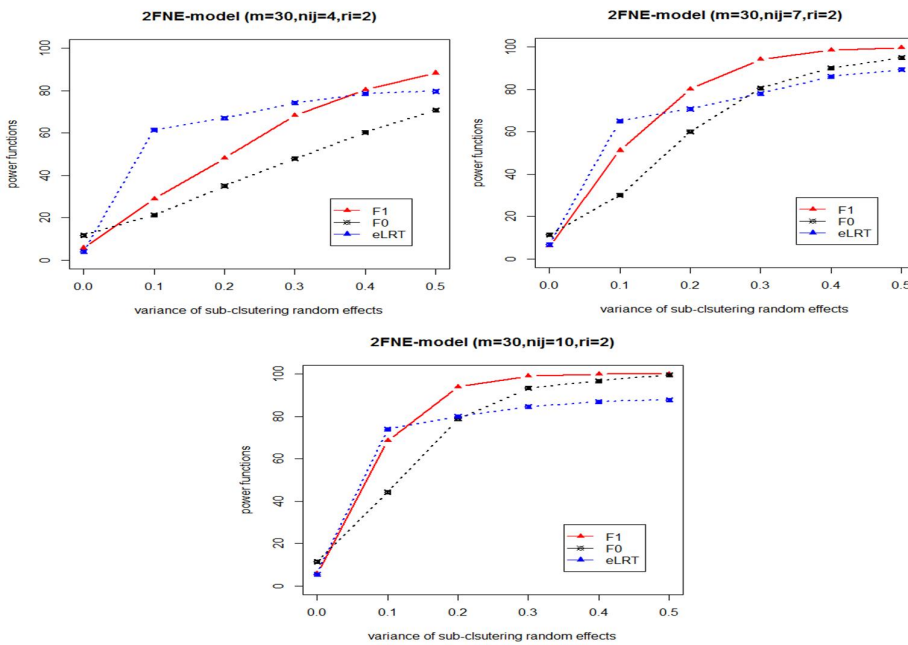 2FNE-model (m=30,nij=4,ri=2)
power functions
0 20 40 60 80 100
F1
F0
eLRT
0.0 0.1 0.2 0.3 0.4 0.5
variance of sub-clsutering random effects
2FNE-model (m=30,nij=7,ri=2)
power functions
0 20 40 60 80 100
F1
F0
eLRT
0.0 0.1 0.2 0.3 0.4 0.5
variance of sub-clsutering random effects
2FNE-model (m=30,nij=10,ri=2)
power functions
0 20 40 60 80 100
F1
F0
eLRT
0.0 0.1 0.2 0.3 0.4 0.5
variance of sub-clsutering random effects